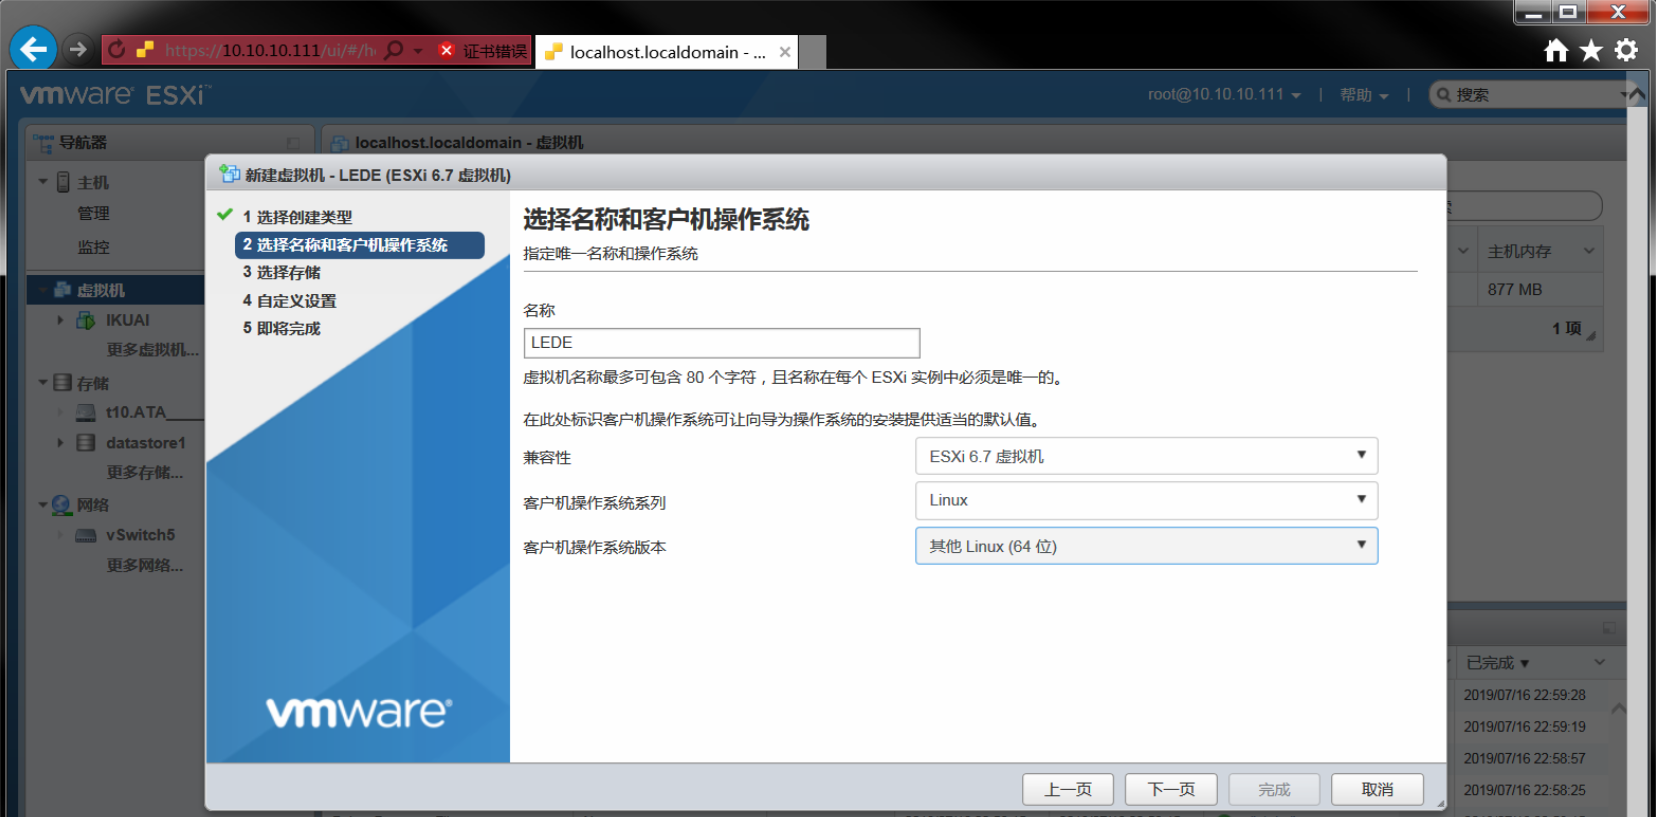 https://10.10.10.111/ui/#/h
证书错误
localhost.localdomain - ...
vmware ESXi™
root@10.10.10.111
帮助
搜索
导航器
localhost.localdomain - 虚拟机
主机
管理
监控
虚拟机
IKUAI
更多虚拟机...
存储
t10.ATA____
datastore1
更多存储...
网络
vSwitch5
更多网络...
新建虚拟机 - LEDE (ESXi 6.7 虚拟机)
1 选择创建类型
2 选择名称和客户机操作系统
3 选择存储
4 自定义设置
5 即将完成
vmware®
选择名称和客户机操作系统
指定唯一名称和操作系统
名称
LEDE
虚拟机名称最多可包含 80 个字符，且名称在每个 ESXi 实例中必须是唯一的。
在此处标识客户机操作系统可让向导为操作系统的安装提供适当的默认值。
兼容性
ESXi 6.7 虚拟机
客户机操作系统系列
Linux
客户机操作系统版本
其他 Linux (64 位)
上一页
下一页
完成
取消
主机内存
877 MB
1 项
已完成▼
2019/07/16 22:59:28
2019/07/16 22:59:19
2019/07/16 22:58:57
2019/07/16 22:58:25